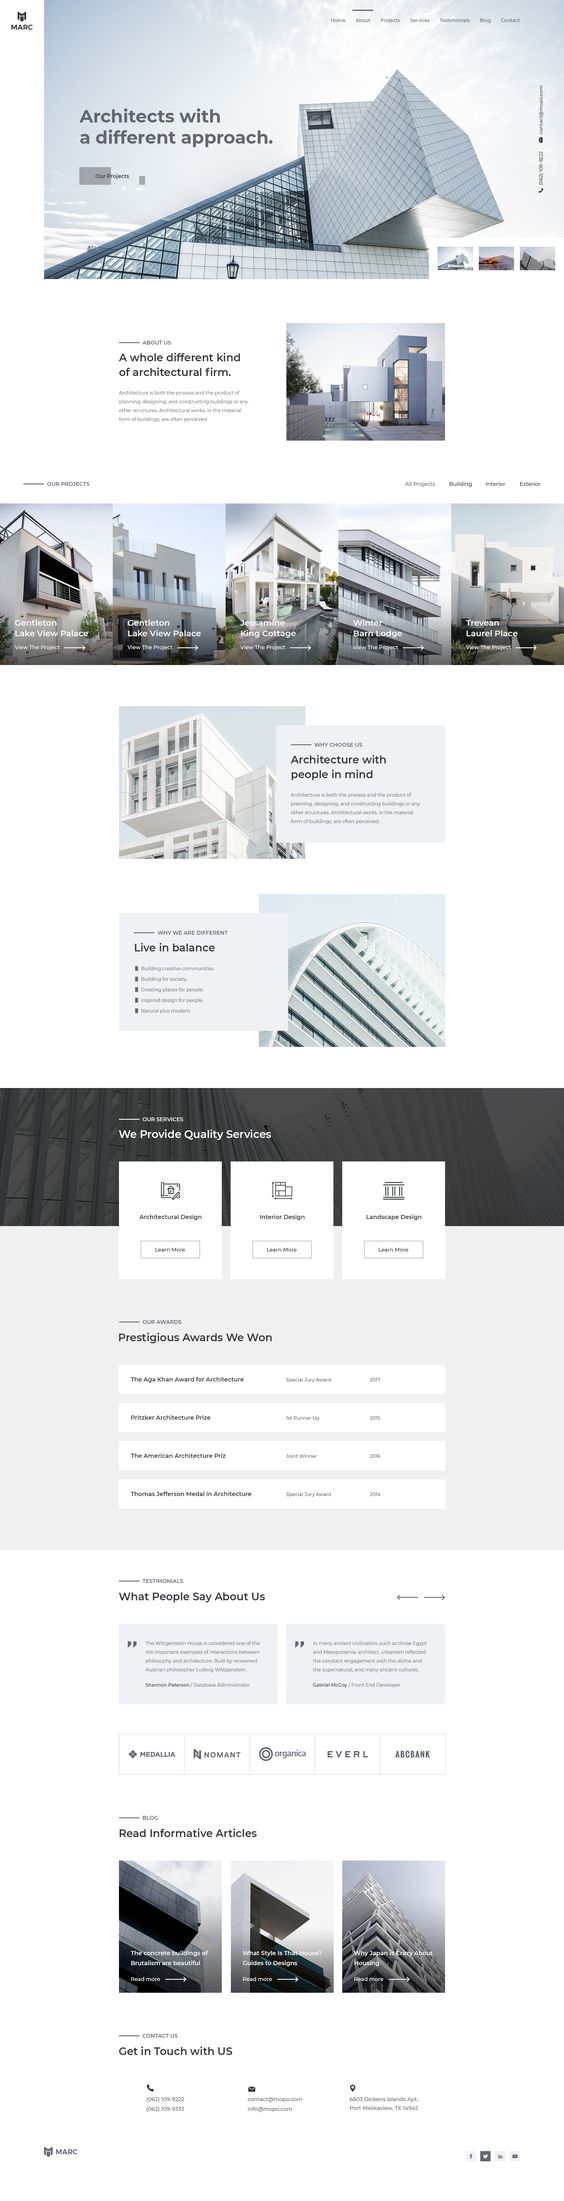 MARC
Home About Projects Services Testimonials Blog Contact
Architects with
a different approach.
Our Projects
contact@mopo.com
(062) 109-9222
ABOUT US
A whole different kind
of architectural firm.
Architecture is both the process and the product of
planning, designing, and constructing buildings or any
other structures. Architectural works, in the material
form of buildings, are often perceived.
OUR PROJECTS
All Projects Building Interior Exterior
Gentleton
Lake View Palace
View The Project
Gentleton
Lake View Palace
View The Project
Jessamine
King Cottage
View The Project
Winter
Barn Lodge
View The Project
Trevean
Laurel Place
View The Project
WHY CHOOSE US
Architecture with
people in mind
Architecture is both the process and the product of
planning, designing, and constructing buildings or any
other structures. Architectural works, in the material
form of buildings, are often perceived.
WHY WE ARE DIFFERENT
Live in balance
Building creative communities.
Building for society.
Creating places for people.
Inspired design for people.
Natural plus modern.
OUR SERVICES
We Provide Quality Services
Architectural Design
Learn More
Interior Design
Learn More
Landscape Design
Learn More
OUR AWARDS
Prestigious Awards We Won
The Aga Khan Award for Architecture Special Jury Award 2017
Pritzker Architecture Prize 1st Runner Up 2015
The American Architecture Priz Joint Winner 2016
Thomas Jefferson Medal in Architecture Special Jury Award 2014
TESTIMONIALS
What People Say About Us
The Wittgenstein House is considered one of the
mo important examples of interactions between
philosophy and architecture. Built by renowned
Austrian philosopher Ludwig Wittgenstein.
Shannon Peterson / Database Administrator
In many ancient civilization, such as those Egypt
and Mesopotamia, architect, urbanism reflected
the constant engagement with the divine and
the supernatural, and many ancient cultures.
Gabriel McCoy / Front End Developer
MEDALLIA NOMANT organica EVERL ABCBANK
BLOG
Read Informative Articles
The concrete buildings of
Brutalism are beautiful
Read more
What Style Is That House?
Guides to Designs
Read more
Why Japan is Crazy About
Housing
Read more
CONTACT US
Get in Touch with US
(062) 109-9222
(062) 109-9333
contact@mopo.com
info@mopo.com
6803 Dickens Islands Apt.
Port Malikaview, TX 14942
MARC